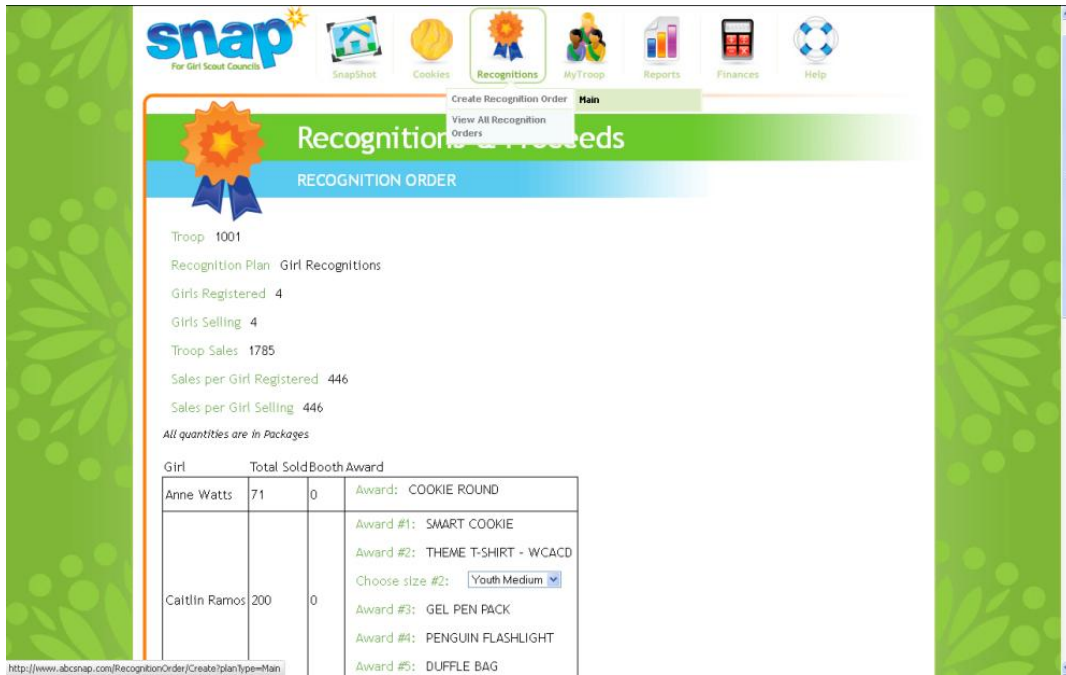 snap
For Girl Scout Councils
SnapShot Cookies Recognitions MyTroop Reports Finances Help
Create Recognition Order Main
View All Recognition
Orders
Recognitions & Proceeds
RECOGNITION ORDER
Troop 1001
Recognition Plan Girl Recognitions
Girls Registered 4
Girls Selling 4
Troop Sales 1785
Sales per Girl Registered 446
Sales per Girl Selling 446
All quantities are in Packages
Girl Total Sold Booth Award
Anne Watts 71 0 Award: COOKIE ROUND
Award #1: SMART COOKIE
Award #2: THEME T-SHIRT - WCACD
Choose size #2: Youth Medium
Caitlin Ramos 200 0
Award #3: GEL PEN PACK
Award #4: PENGUIN FLASHLIGHT
Award #5: DUFFLE BAG
http://www.abcsnap.com/RecognitionOrder/Create?planType=Main